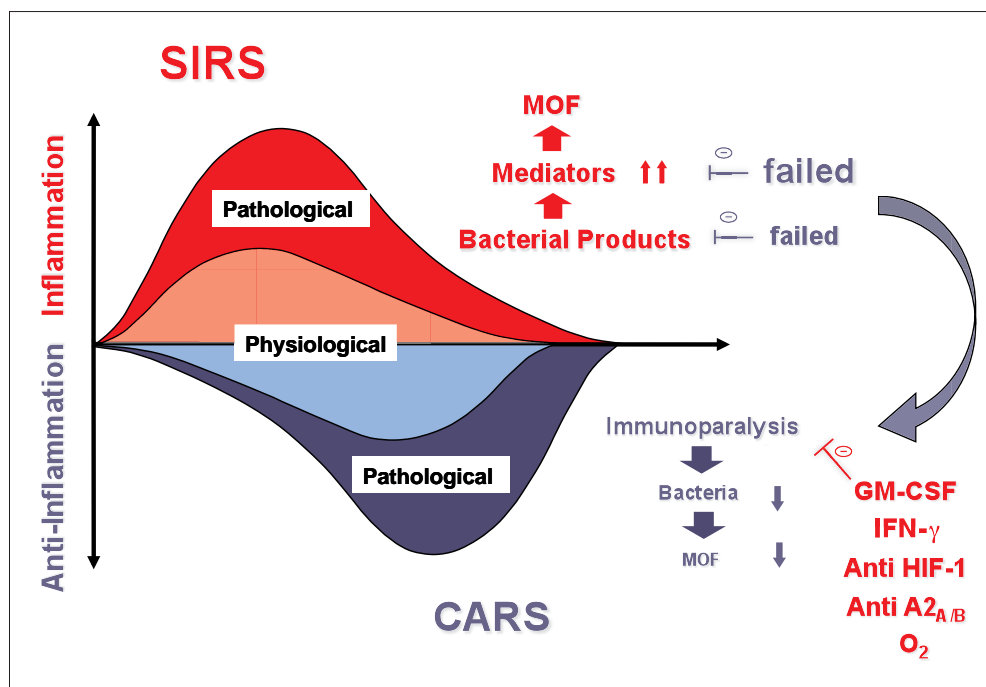 SIRS
Inflammation
Anti-Inflammation
Pathological
Physiological
Pathological
CARS
MOF
Mediators
failed
Bacterial Products
failed
Immunoparalysis
Bacteria
MOF
GM-CSF
IFN-γ
Anti HIF-1
Anti A2A/B
O2